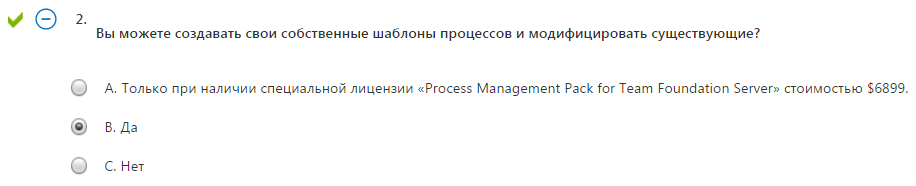 2.
Вы можете создавать свои собственные шаблоны процессов и модифицировать существующие?
A. Только при наличии специальной лицензии «Process Management Pack for Team Foundation Server» стоимостью $6899.
B. Да
C. Нет